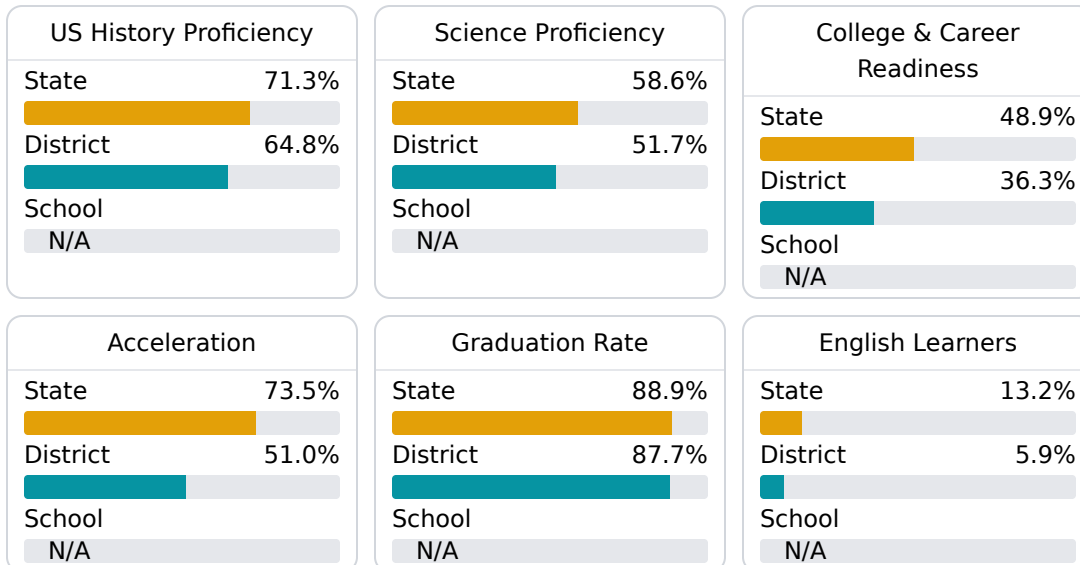 US History Proficiency
State 71.3%
District 64.8%
School
N/A
Science Proficiency
State 58.6%
District 51.7%
School
N/A
College & Career
Readiness
State 48.9%
District 36.3%
School
N/A
Acceleration
State 73.5%
District 51.0%
School
N/A
Graduation Rate
State 88.9%
District 87.7%
School
N/A
English Learners
State 13.2%
District 5.9%
School
N/A